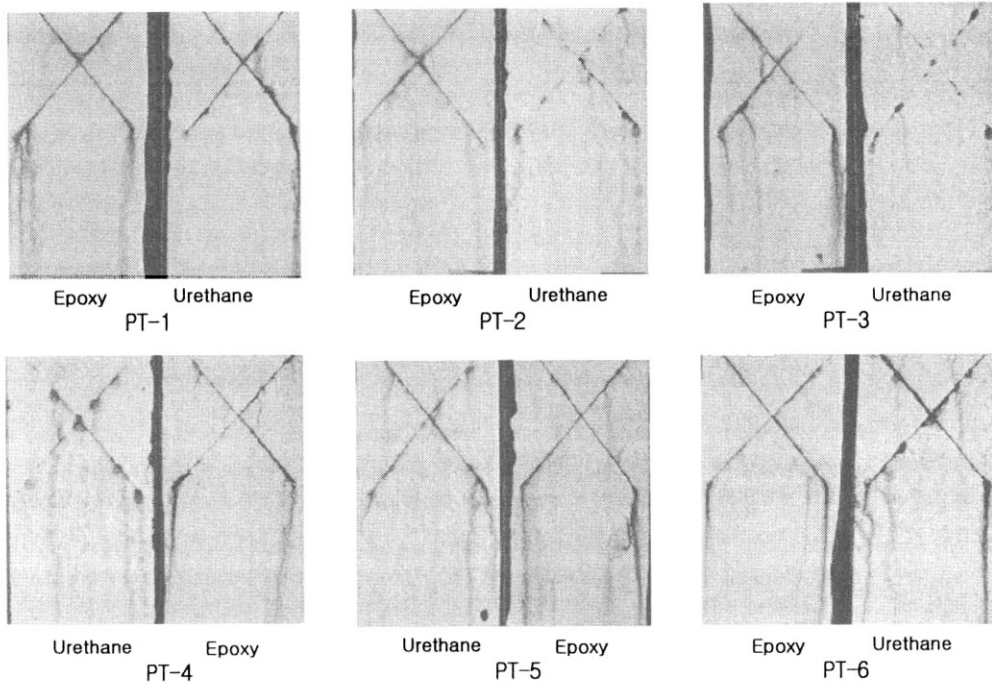 Epoxy Urethane
PT-1
Epoxy Urethane
PT-2
Epoxy Urethane
PT-3
Urethane Epoxy
PT-4
Urethane Epoxy
PT-5
Epoxy Urethane
PT-6